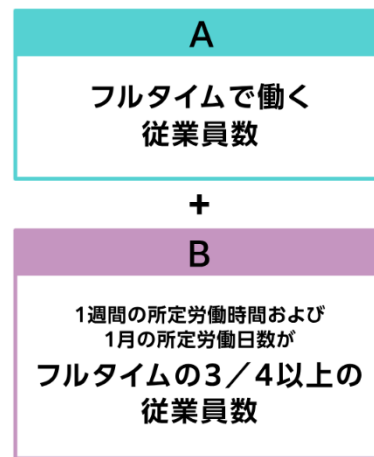 A
フルタイムで働く
従業員数
+
B
1週間の所定労働時間および
1月の所定労働日数が
フルタイムの3/4以上の
従業員数